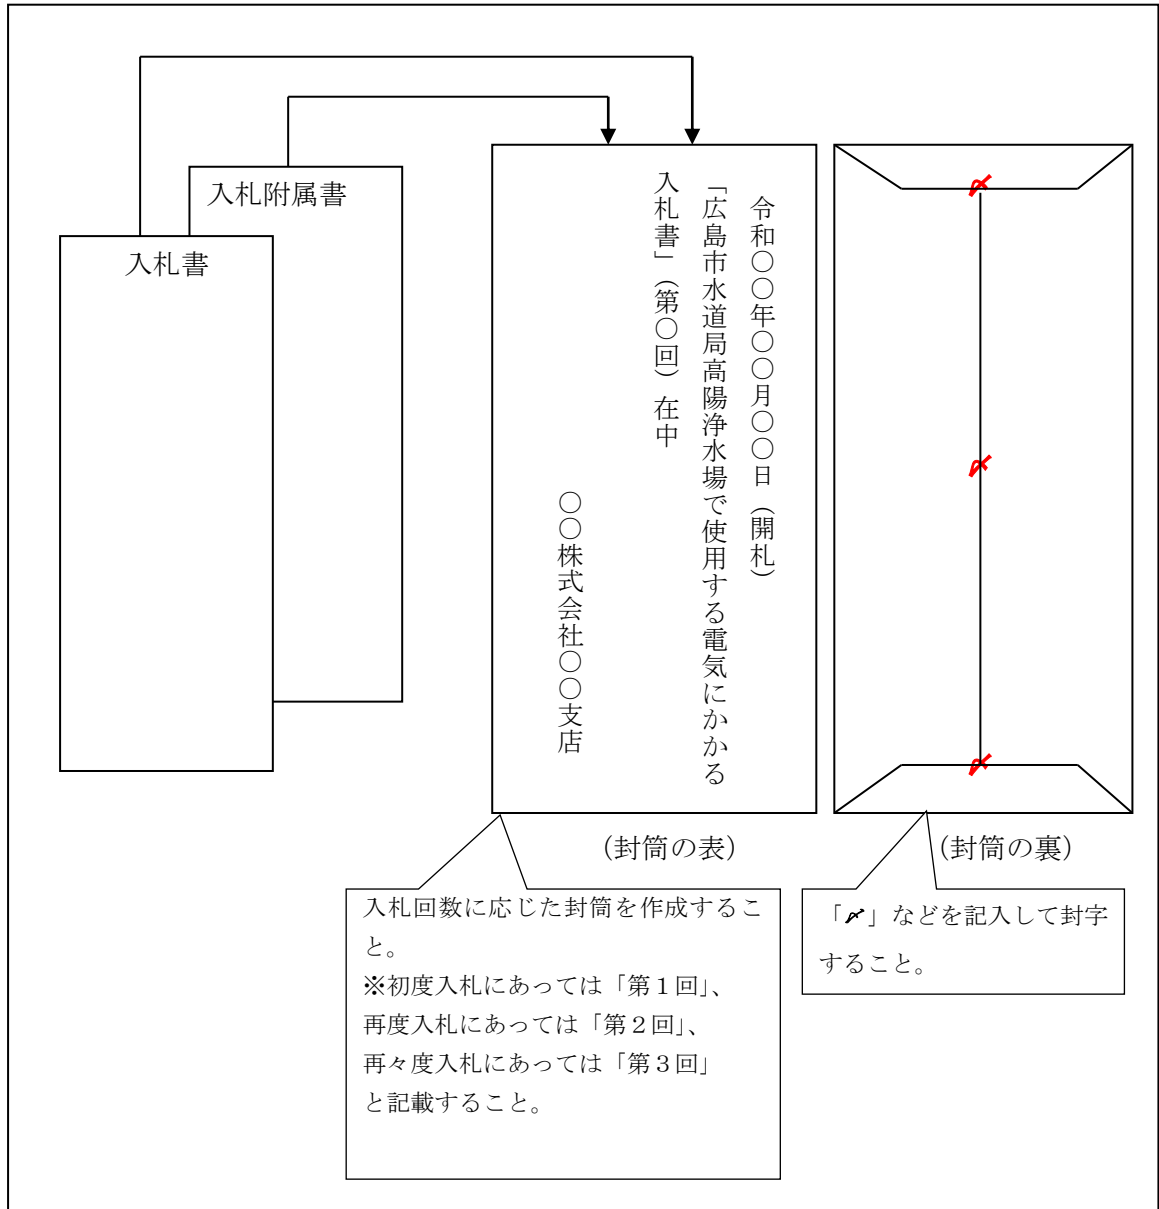 入札附属書
入札書
令和〇〇年〇〇月〇〇日（開札）
「広島市水道局高陽浄水場で使用する電気にかかる
入札書」（第〇回）在中
〇〇株式会社〇〇支店
（封筒の表）
（封筒の裏）
入札回数に応じた封筒を作成するこ
と。
※初度入札にあっては「第１回」、
再度入札にあっては「第２回」、
再々度入札にあっては「第３回」
と記載すること。
「〆」などを記入して封字
すること。
〆
〆
〆